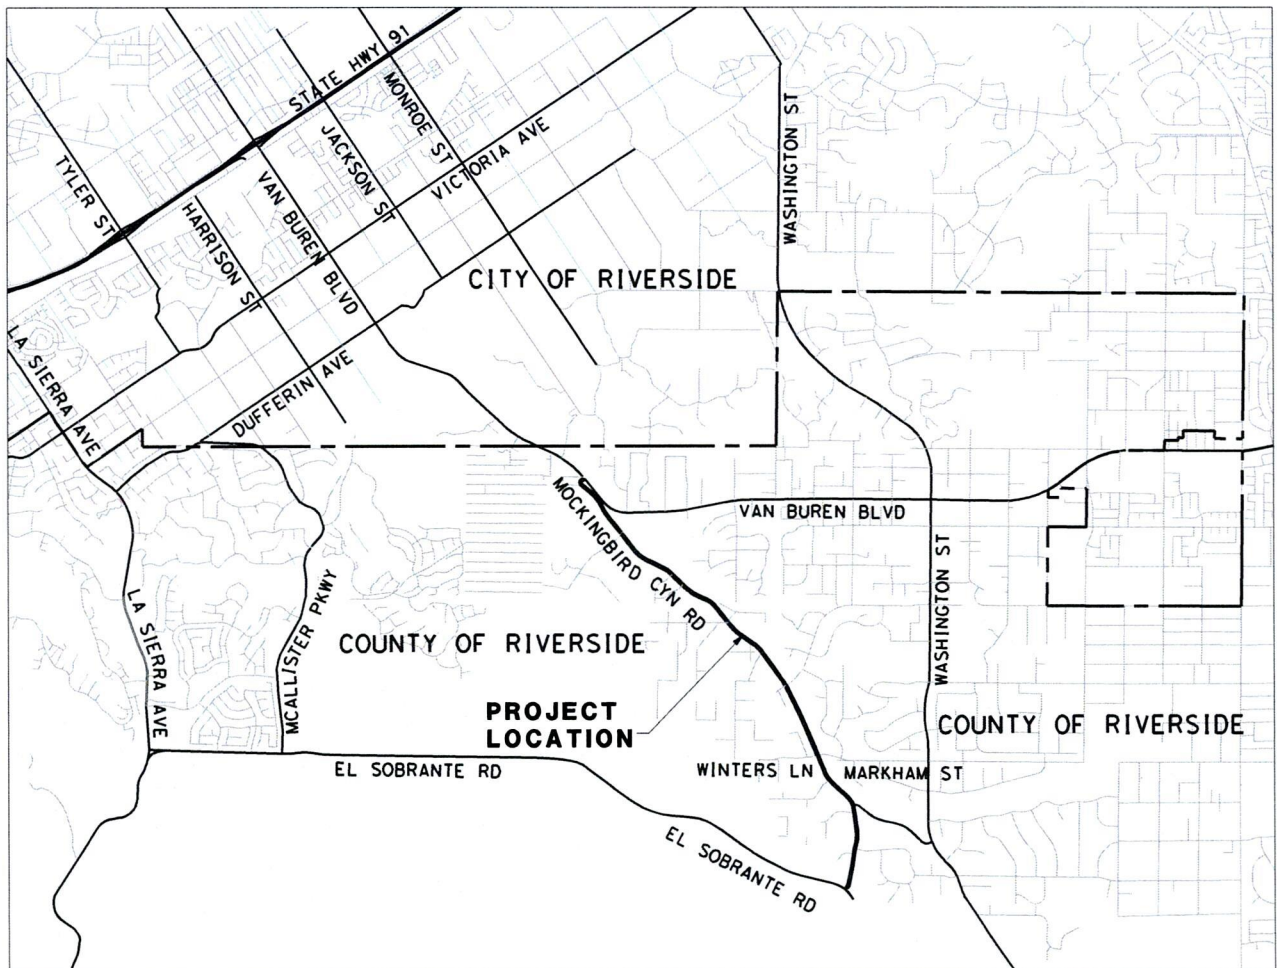 STATE HWY 91
MONROE ST
JACKSON ST
VICTORIA AVE
WASHINGTON ST
TYLER ST
VAN BUREN BLVD
HARRISON ST
CITY OF RIVERSIDE
LA SIERRA AVE
DUFFERIN AVE
MOCKINGBIRD CYN RD
VAN BUREN BLVD
WASHINGTON ST
LA SIERRA AVE
MCALLISTER PKWY
COUNTY OF RIVERSIDE
PROJECT
LOCATION
COUNTY OF RIVERSIDE
EL SOBRANTE RD
WINTERS LN
MARKHAM ST
EL SOBRANTE RD